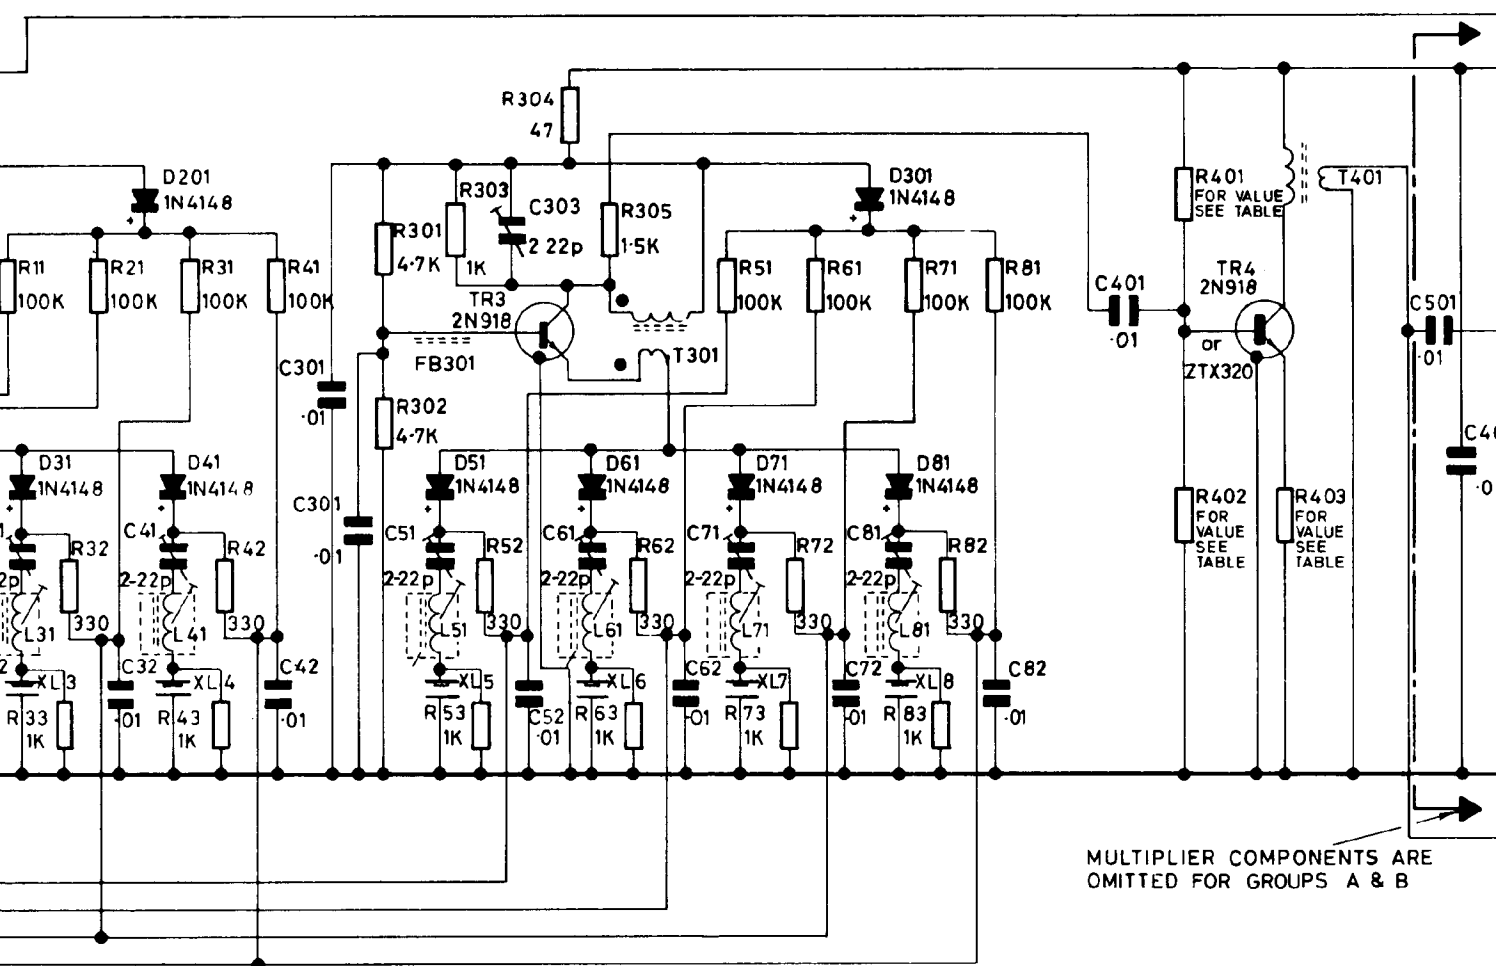 R304
47
D201
1N4148
R303
1K
C303
2 22p
R305
1·5K
D301
1N4148
R401
FOR VALUE
SEE TABLE
T401
R301
4·7K
R11
100K
R21
100K
R31
100K
R41
100K
TR3
2N918
R51
100K
R61
100K
R71
100K
R81
100K
C401
·01
TR4
2N918
or
ZTX320
C501
·01
FB301
T301
C301
·01
R302
4·7K
D31
1N4148
D41
1N4148
C301
·01
D51
1N4148
D61
1N4148
D71
1N4148
D81
1N4148
R402
FOR
VALUE
SEE
TABLE
R403
FOR
VALUE
SEE
TABLE
R32
330
C41
2-22p
R42
330
C51
2-22p
R52
330
C61
2-22p
R62
330
C71
2-22p
R72
330
C81
2-22p
R82
330
L31
L41
L51
L61
L71
L81
XL3
C32
·01
XL4
C42
·01
XL5
C52
·01
XL6
C62
·01
XL7
C72
·01
XL8
C82
·01
R33
1K
R43
1K
R53
1K
R63
1K
R73
1K
R83
1K
MULTIPLIER COMPONENTS ARE
OMITTED FOR GROUPS A & B